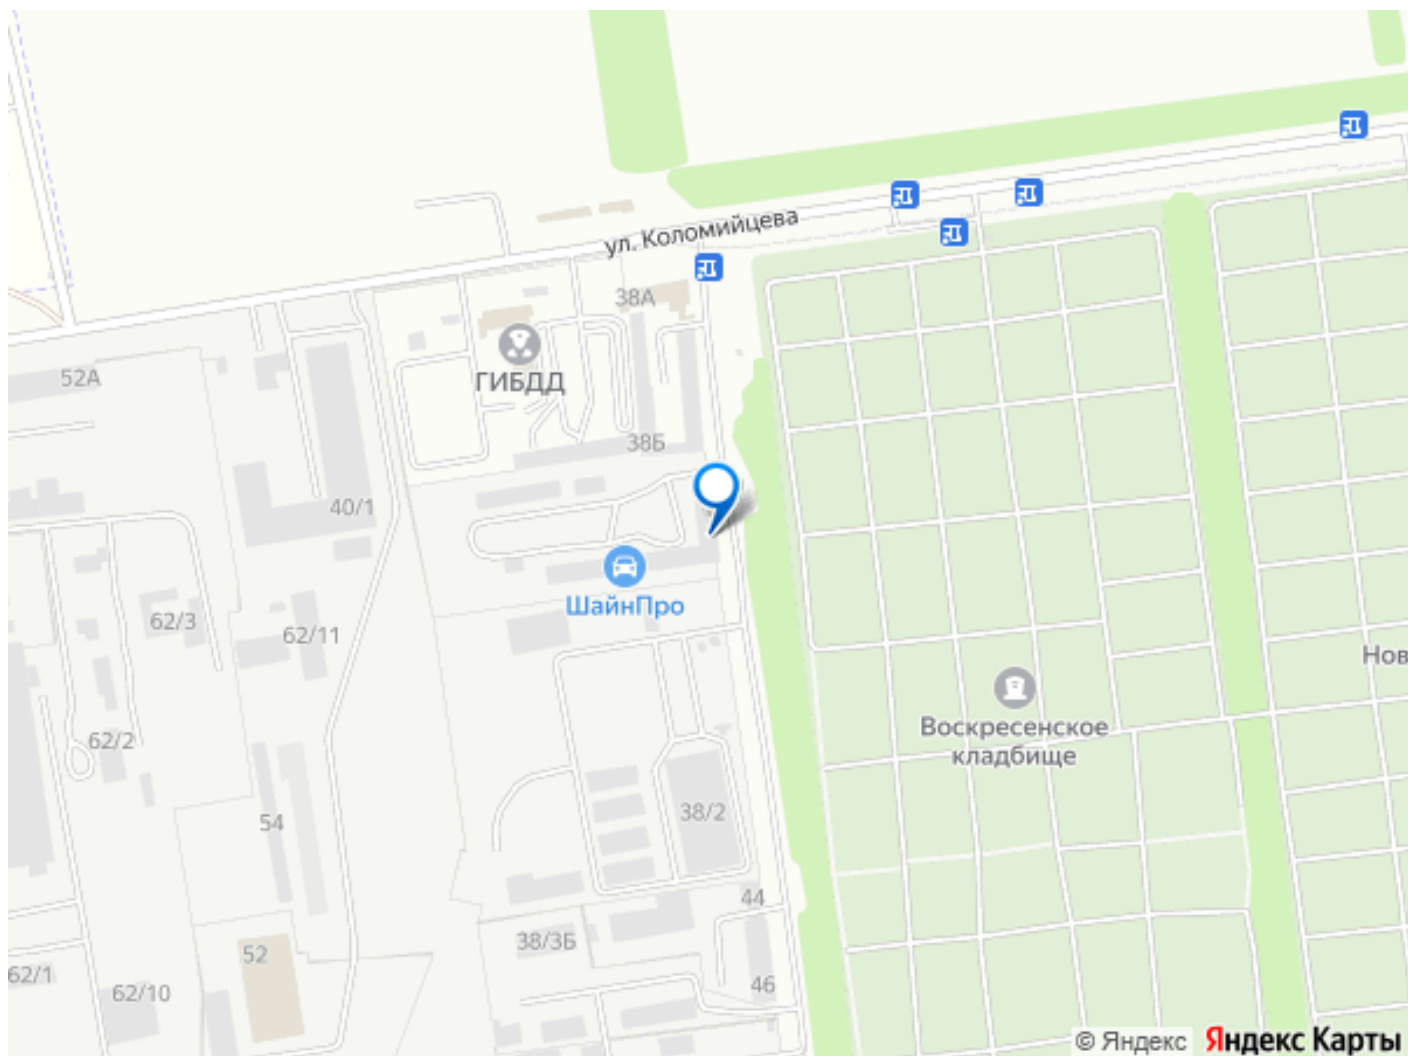 ул. Коломийцева
38А
52А
ГИБДД
38Б
40/1
ШайнПро
62/3
62/11
Нов
Воскресенское
кладбище
62/2
54
38/2
44
38/3Б
52
62/1
46
62/10
© Яндекс Яндекс Карты